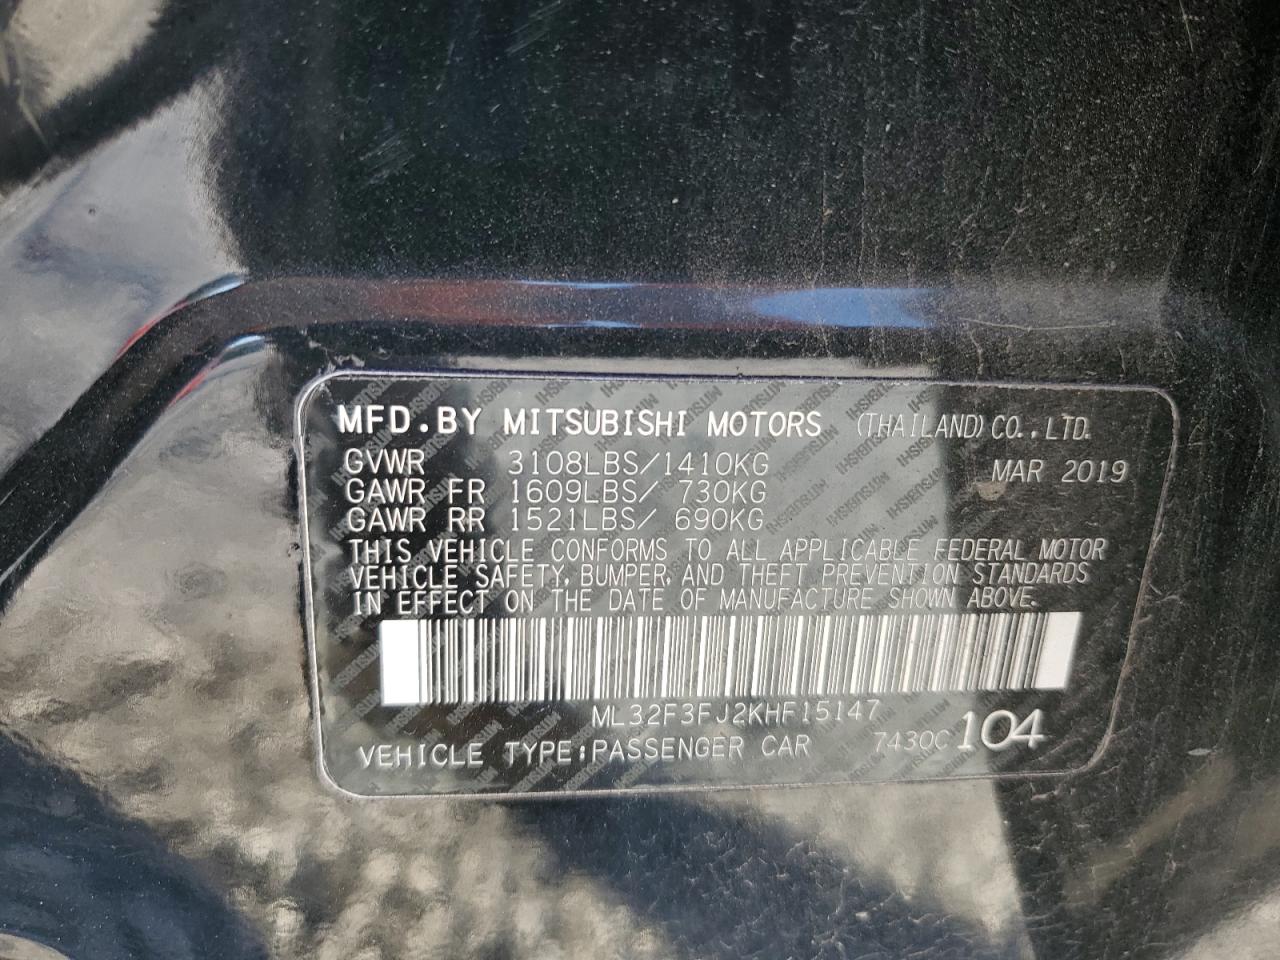 MFD.BY MITSUBISHI MOTORS (THAILAND) CO.,LTD.
GVWR 3108LBS/1410KG MAR 2019
GAWR FR 1609LBS/ 730KG
GAWR RR 1521LBS/ 690KG
THIS VEHICLE CONFORMS TO ALL APPLICABLE FEDERAL MOTOR
VEHICLE SAFETY, BUMPER, AND THEFT PREVENTION STANDARDS
IN EFFECT ON THE DATE OF MANUFACTURE SHOWN ABOVE.
ML32F3FJ2KHF15147
VEHICLE TYPE:PASSENGER CAR 7430C 104